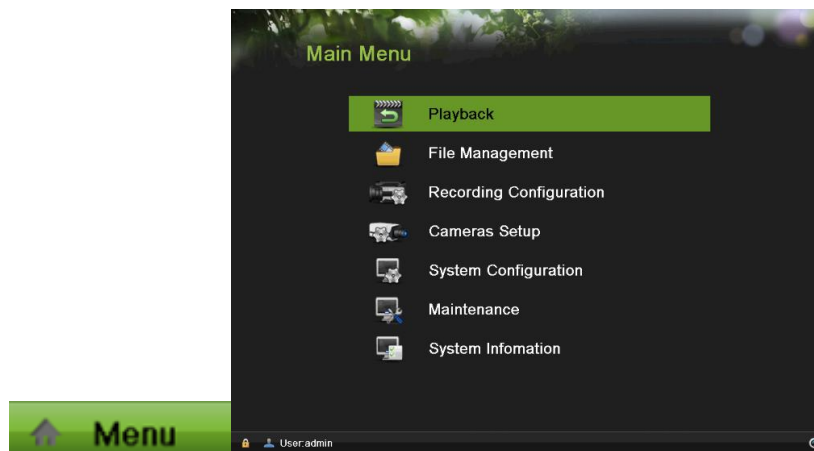 Main Menu
Playback
File Management
Recording Configuration
Cameras Setup
System Configuration
Maintenance
System Infomation
Menu
User:admin